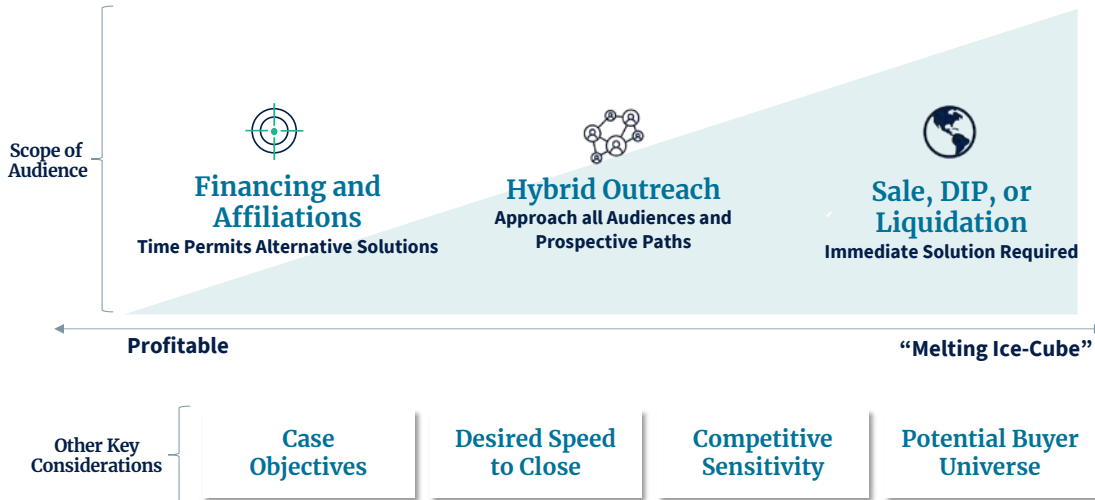 Scope of
Audience
Financing and
Affiliations
Time Permits Alternative Solutions
Hybrid Outreach
Approach all Audiences and
Prospective Paths
Sale, DIP, or
Liquidation
Immediate Solution Required
Profitable
“Melting Ice-Cube”
Other Key
Considerations
Case
Objectives
Desired Speed
to Close
Competitive
Sensitivity
Potential Buyer
Universe